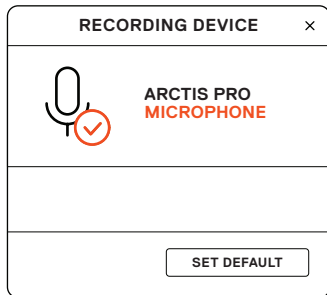 RECORDING DEVICE ×
ARCTIS PRO
MICROPHONE
SET DEFAULT